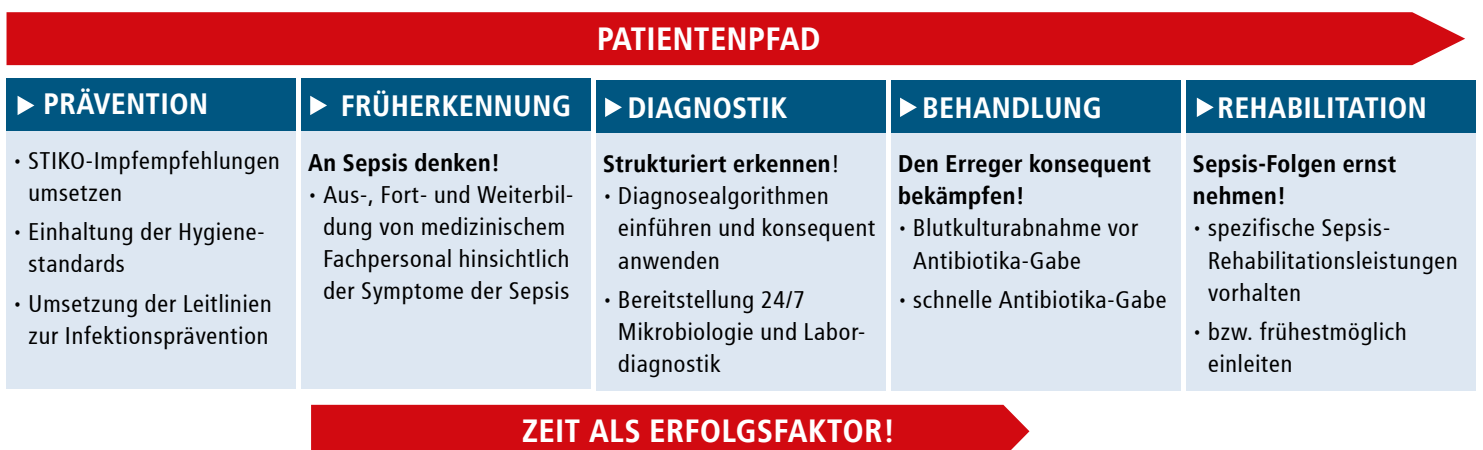 PATIENTENPFAD
▶ PRÄVENTION
· STIKO-Impfempfehlungen
umsetzen
· Einhaltung der Hygiene-
standards
· Umsetzung der Leitlinien
zur Infektionsprävention
▶ FRÜHERKENNUNG
An Sepsis denken!
· Aus-, Fort- und Weiterbil-
dung von medizinischem
Fachpersonal hinsichtlich
der Symptome der Sepsis
▶ DIAGNOSTIK
Strukturiert erkennen!
· Diagnosealgorithmen
einführen und konsequent
anwenden
· Bereitstellung 24/7
Mikrobiologie und Labor-
diagnostik
▶ BEHANDLUNG
Den Erreger konsequent
bekämpfen!
· Blutkulturabnahme vor
Antibiotika-Gabe
· schnelle Antibiotika-Gabe
▶ REHABILITATION
Sepsis-Folgen ernst
nehmen!
· spezifische Sepsis-
Rehabilitationsleistungen
vorhalten
· bzw. frühestmöglich
einleiten
ZEIT ALS ERFOLGSFAKTOR!